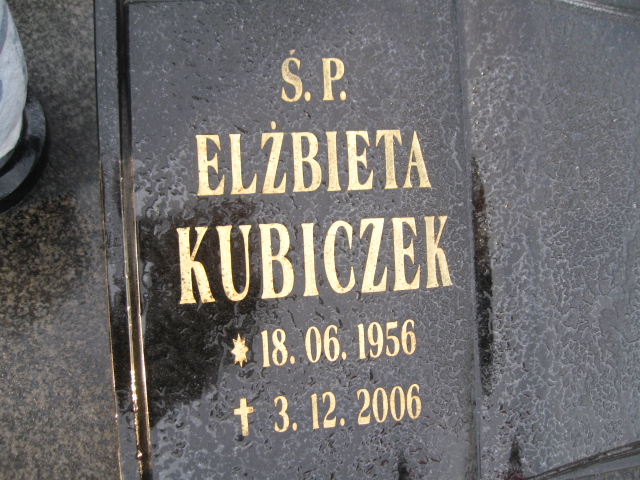 Ś.P.
ELŻBIETA
KUBICZEK
* 18.06.1956
✝ 3.12.2006